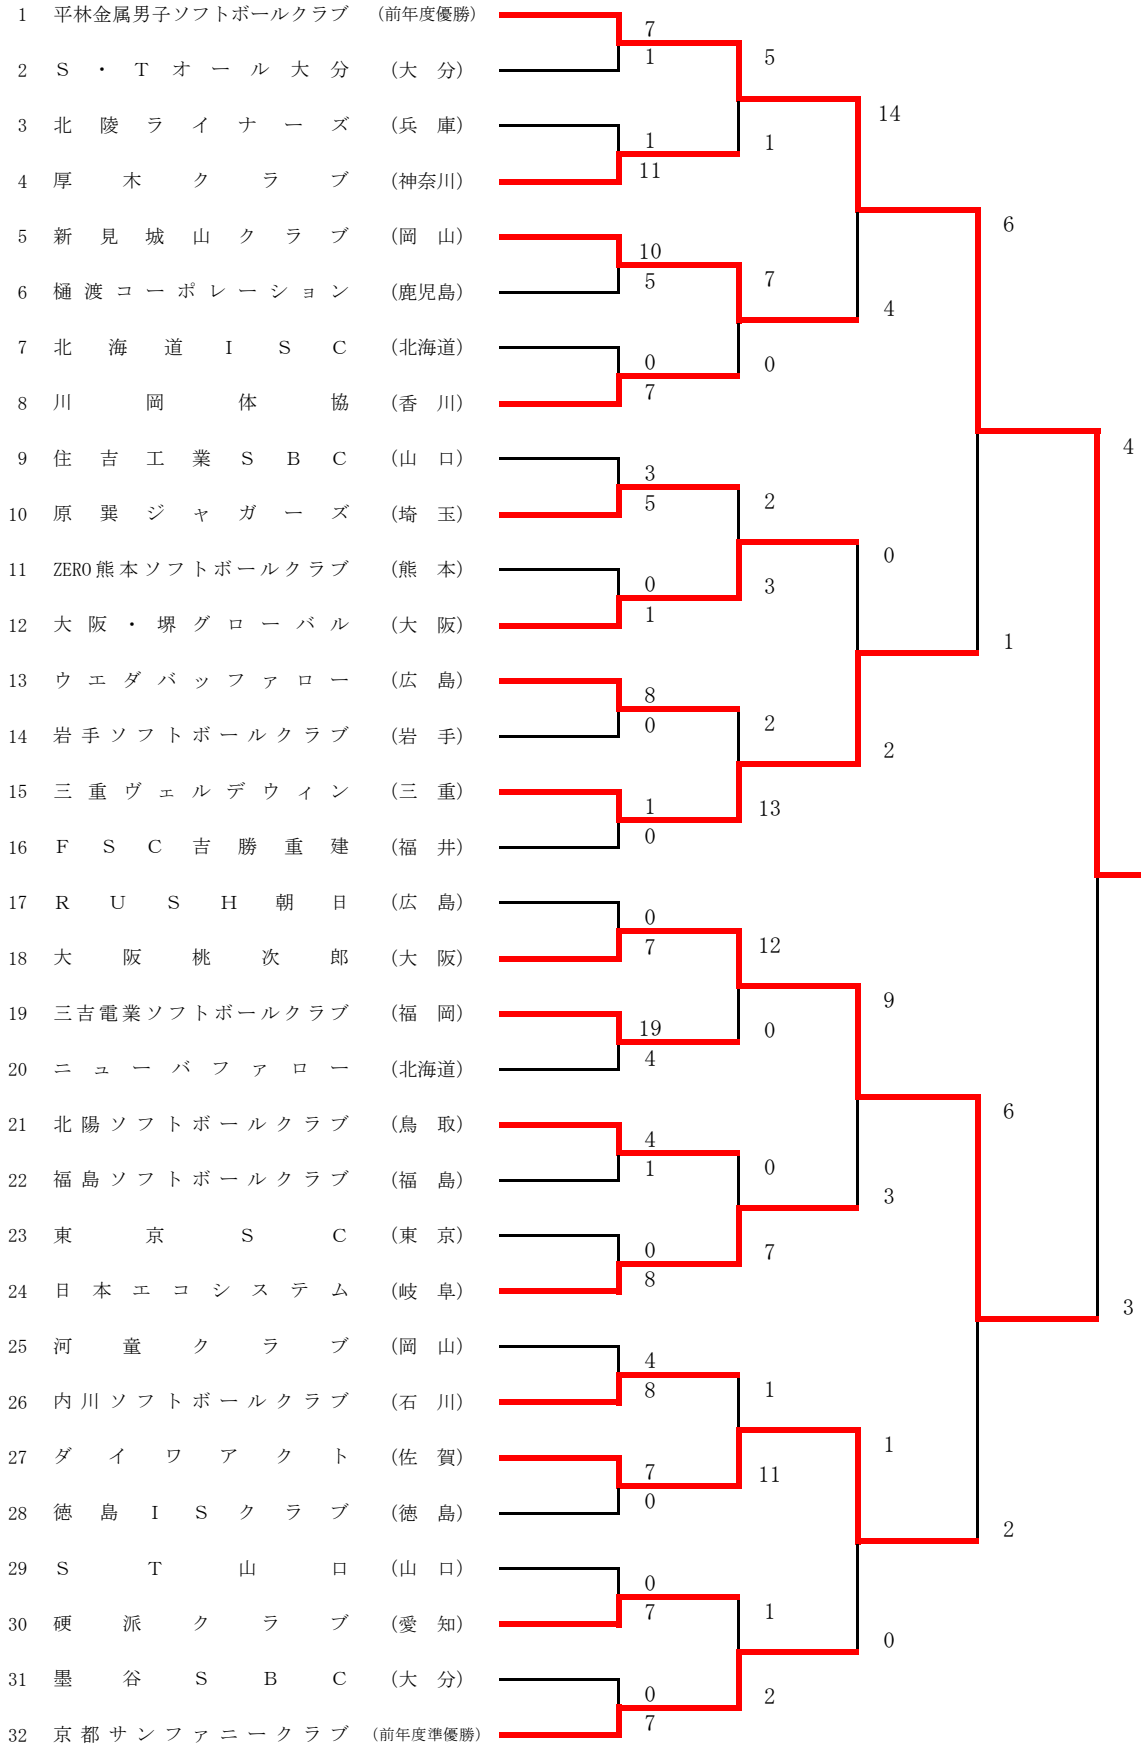 1 平林金属男子ソフトボールクラブ (前年度優勝)
7
1 5
2 S・Tオール大分 (大 分)
14
3 北陵ライナーズ (兵 庫)
1 1
11
4 厚木クラブ (神奈川)
6
5 新見城山クラブ (岡 山)
10
5 7
6 樋渡コーポレーション (鹿児島)
4
7 北海道ISC (北海道)
0 0
7
8 川岡体協 (香 川)
4
9 住吉工業SBC (山 口)
3
5 2
10 原巽ジャガーズ (埼 玉)
0
11 ZERO熊本ソフトボールクラブ (熊 本)
0 3
1
12 大阪・堺グローバル (大 阪)
1
13 ウエダバッファロー (広 島)
8
0 2
14 岩手ソフトボールクラブ (岩 手)
2
15 三重ヴェルデウィン (三 重)
1 13
0
16 FSC吉勝重建 (福 井)
17 RUSH朝日 (広 島)
0
7 12
18 大阪桃次郎 (大 阪)
9
19 三吉電業ソフトボールクラブ (福 岡)
19 0
4
20 ニューバファロー (北海道)
6
21 北陽ソフトボールクラブ (鳥 取)
4
1 0
22 福島ソフトボールクラブ (福 島)
3
23 東京SC (東 京)
0 7
8
24 日本エコシステム (岐 阜)
3
25 河童クラブ (岡 山)
4
8 1
26 内川ソフトボールクラブ (石 川)
1
27 ダイワアクト (佐 賀)
7 11
0
28 徳島ISクラブ (徳 島)
2
29 ST山口 (山 口)
0
7 1
30 硬派クラブ (愛 知)
0
31 墨谷SBC (大 分)
0 2
7
32 京都サンファニークラブ (前年度準優勝)